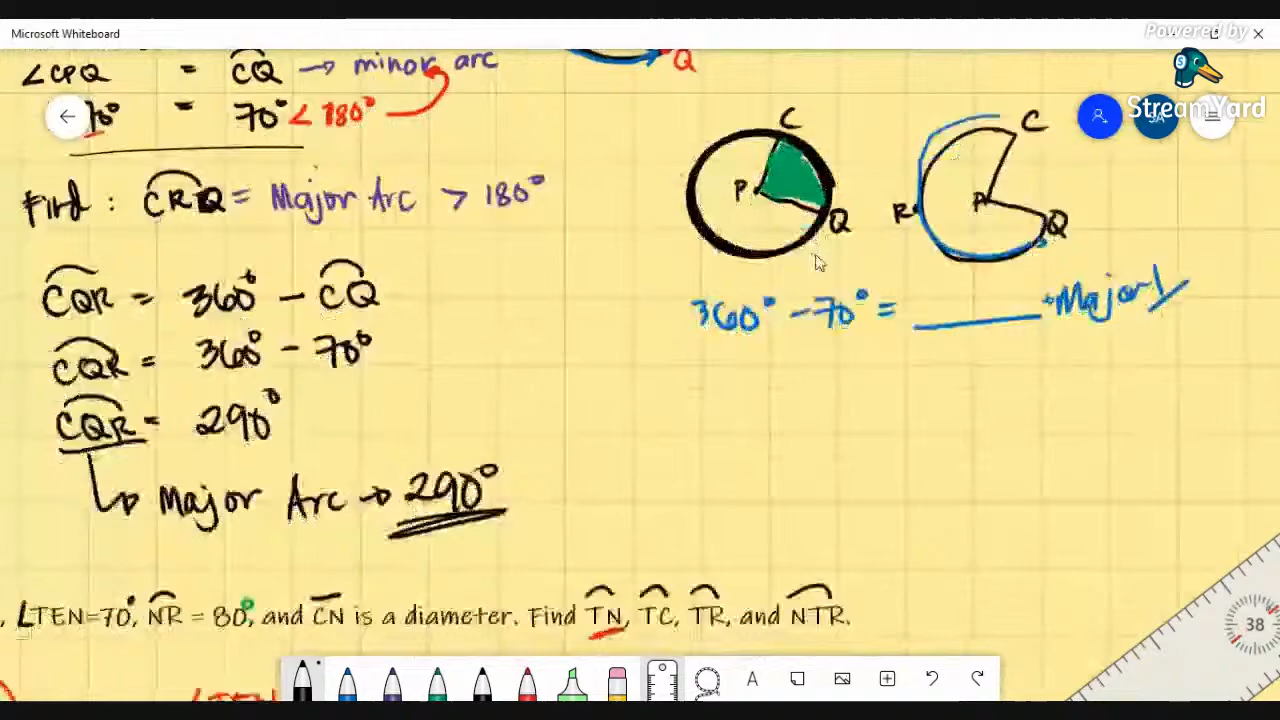 Microsoft Whiteboard
Powered by
StreamYard
∠CPQ = CQ → minor arc
70° = 70° ∠ 180°
Find : CRQ = Major Arc > 180°
CQR = 360° - CQ
CQR = 360° - 70°
CQR = 290°
Major Arc → 290°
Q
C
P
Q
C
R
P
Q
360° - 70° = ____ Major
, ∠TEN=70°, NR = 80°, and CN is a diameter. Find TN, TC, TR, and NTR.
38
A